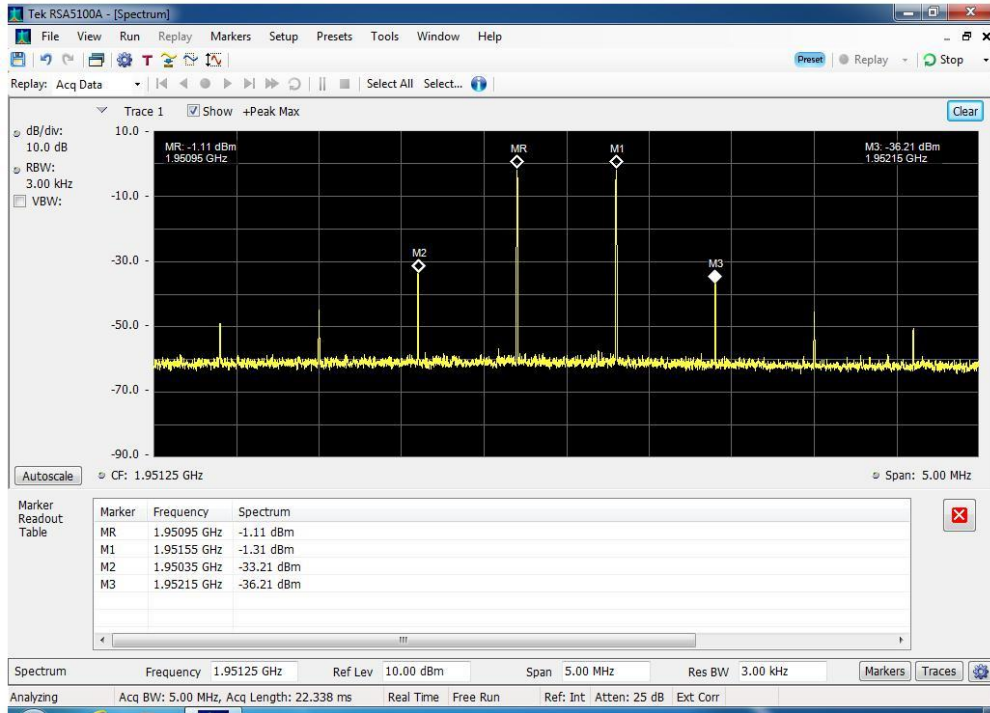 Tek RSA5100A - [Spectrum]
File View Run Replay Markers Setup Presets Tools Window Help
Preset Replay Stop
Replay: Acq Data Select All Select...
Trace 1 Show +Peak Max Clear
dB/div:
10.0 dB
RBW:
3.00 kHz
VBW:
10.0
-10.0
-30.0
-50.0
-70.0
-90.0
MR: -1.11 dBm
1.95095 GHz
M3: -36.21 dBm
1.95215 GHz
MR
M1
M2
M3
Autoscale CF: 1.95125 GHz Span: 5.00 MHz
Marker
Readout
Table
Marker Frequency Spectrum
MR 1.95095 GHz -1.11 dBm
M1 1.95155 GHz -1.31 dBm
M2 1.95035 GHz -33.21 dBm
M3 1.95215 GHz -36.21 dBm
Spectrum Frequency 1.95125 GHz Ref Lev 10.00 dBm Span 5.00 MHz Res BW 3.00 kHz Markers Traces
Analyzing Acq BW: 5.00 MHz, Acq Length: 22.338 ms Real Time Free Run Ref: Int Atten: 25 dB Ext Corr